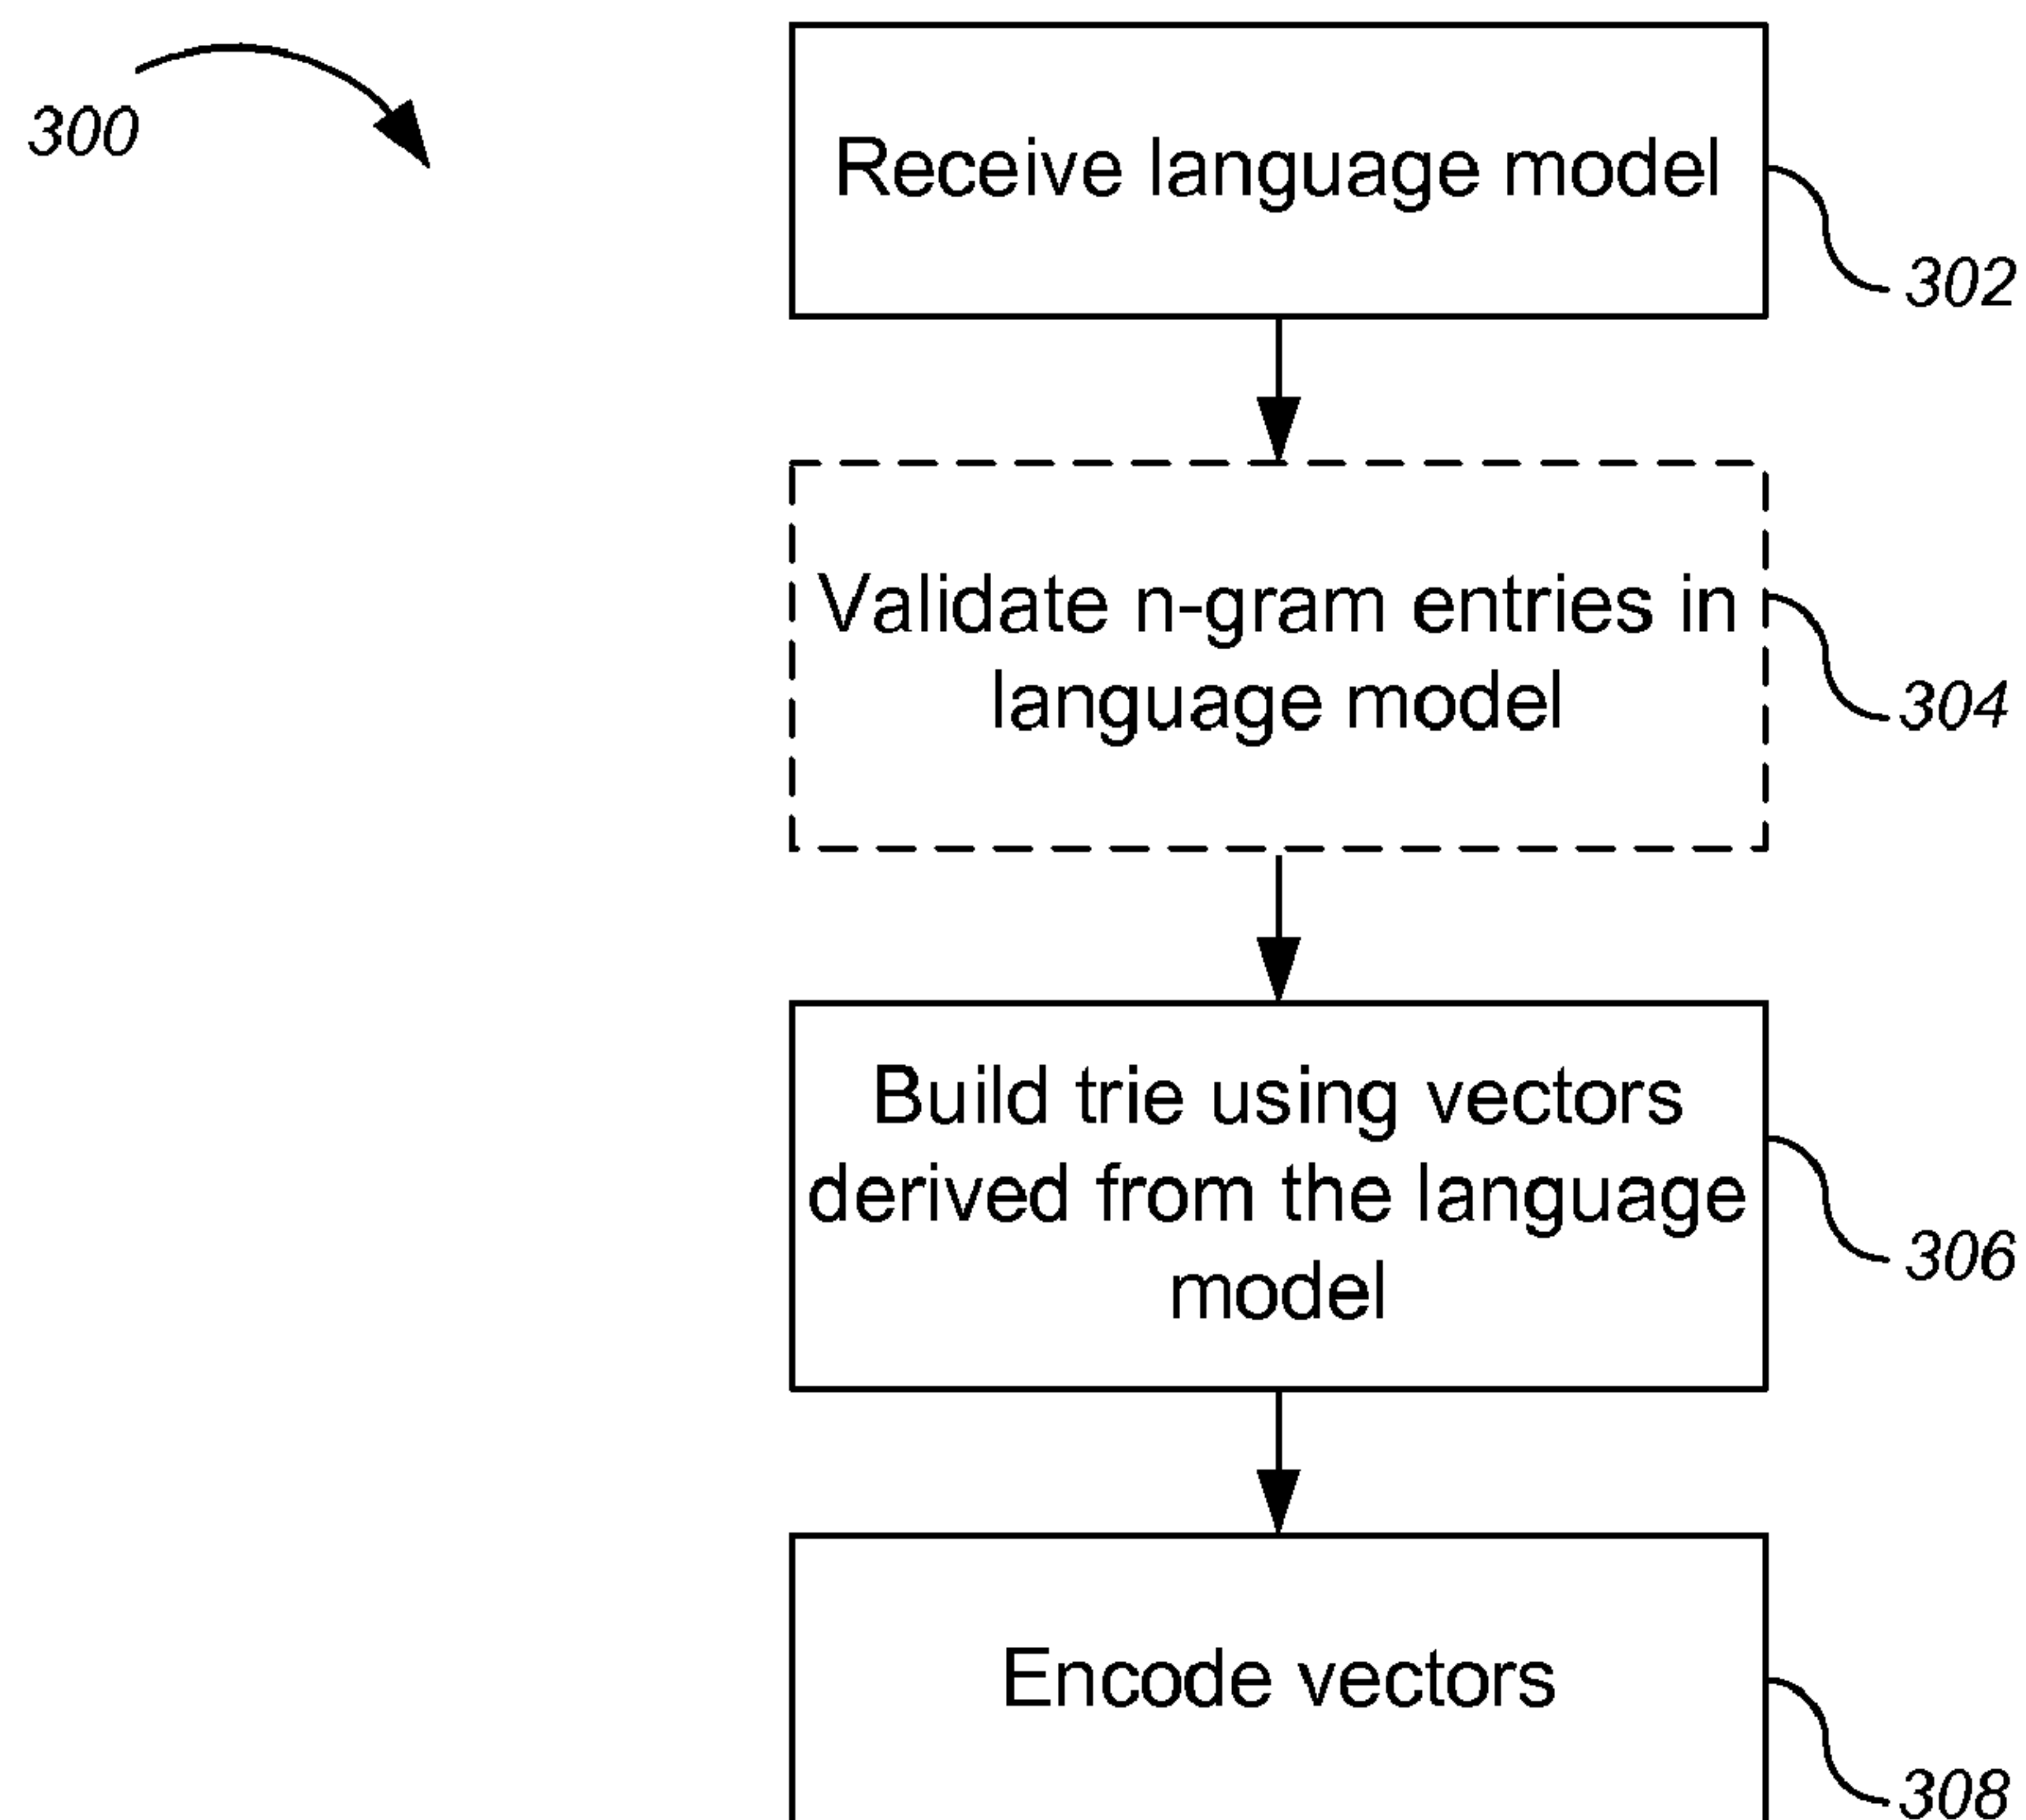 300
Receive language model
302
Validate n-gram entries in
language model
304
Build trie using vectors
derived from the language
model
306
Encode vectors
308